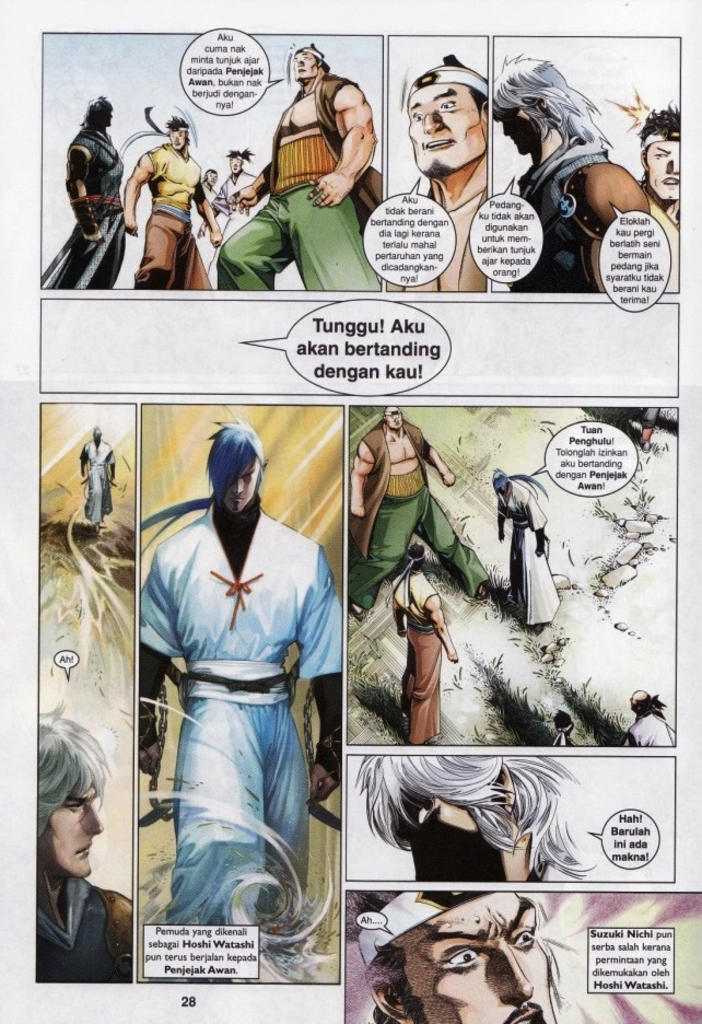 Aku
cuma nak
minta tunjuk ajar
daripada Penjejak
Awan, bukan nak
berjudi dengan-
nya!
Aku
tidak berani
bertanding dengan
dia lagi kerana
terlalu mahal
pertaruhan yang
dicadangkan-
nya!
Pedang-
ku tidak akan
digunakan
untuk mem-
berikan tunjuk
ajar kepada
orang!
Eloklah
kau pergi
berlatih seni
bermain
pedang jika
syaratku tidak
berani kau
terima!
Tunggu! Aku
akan bertanding
dengan kau!
Ah!
Pemuda yang dikenali
sebagai Hoshi Watashi
pun terus berjalan kepada
Penjejak Awan.
Tuan
Penghulu!
Tolonglah izinkan
aku bertanding
dengan Penjejak
Awan!
Hah!
Barulah
ini ada
makna!
Ah....
Suzuki Nichi pun
serba salah kerana
permintaan yang
dikemukakan oleh
Hoshi Watashi.
28